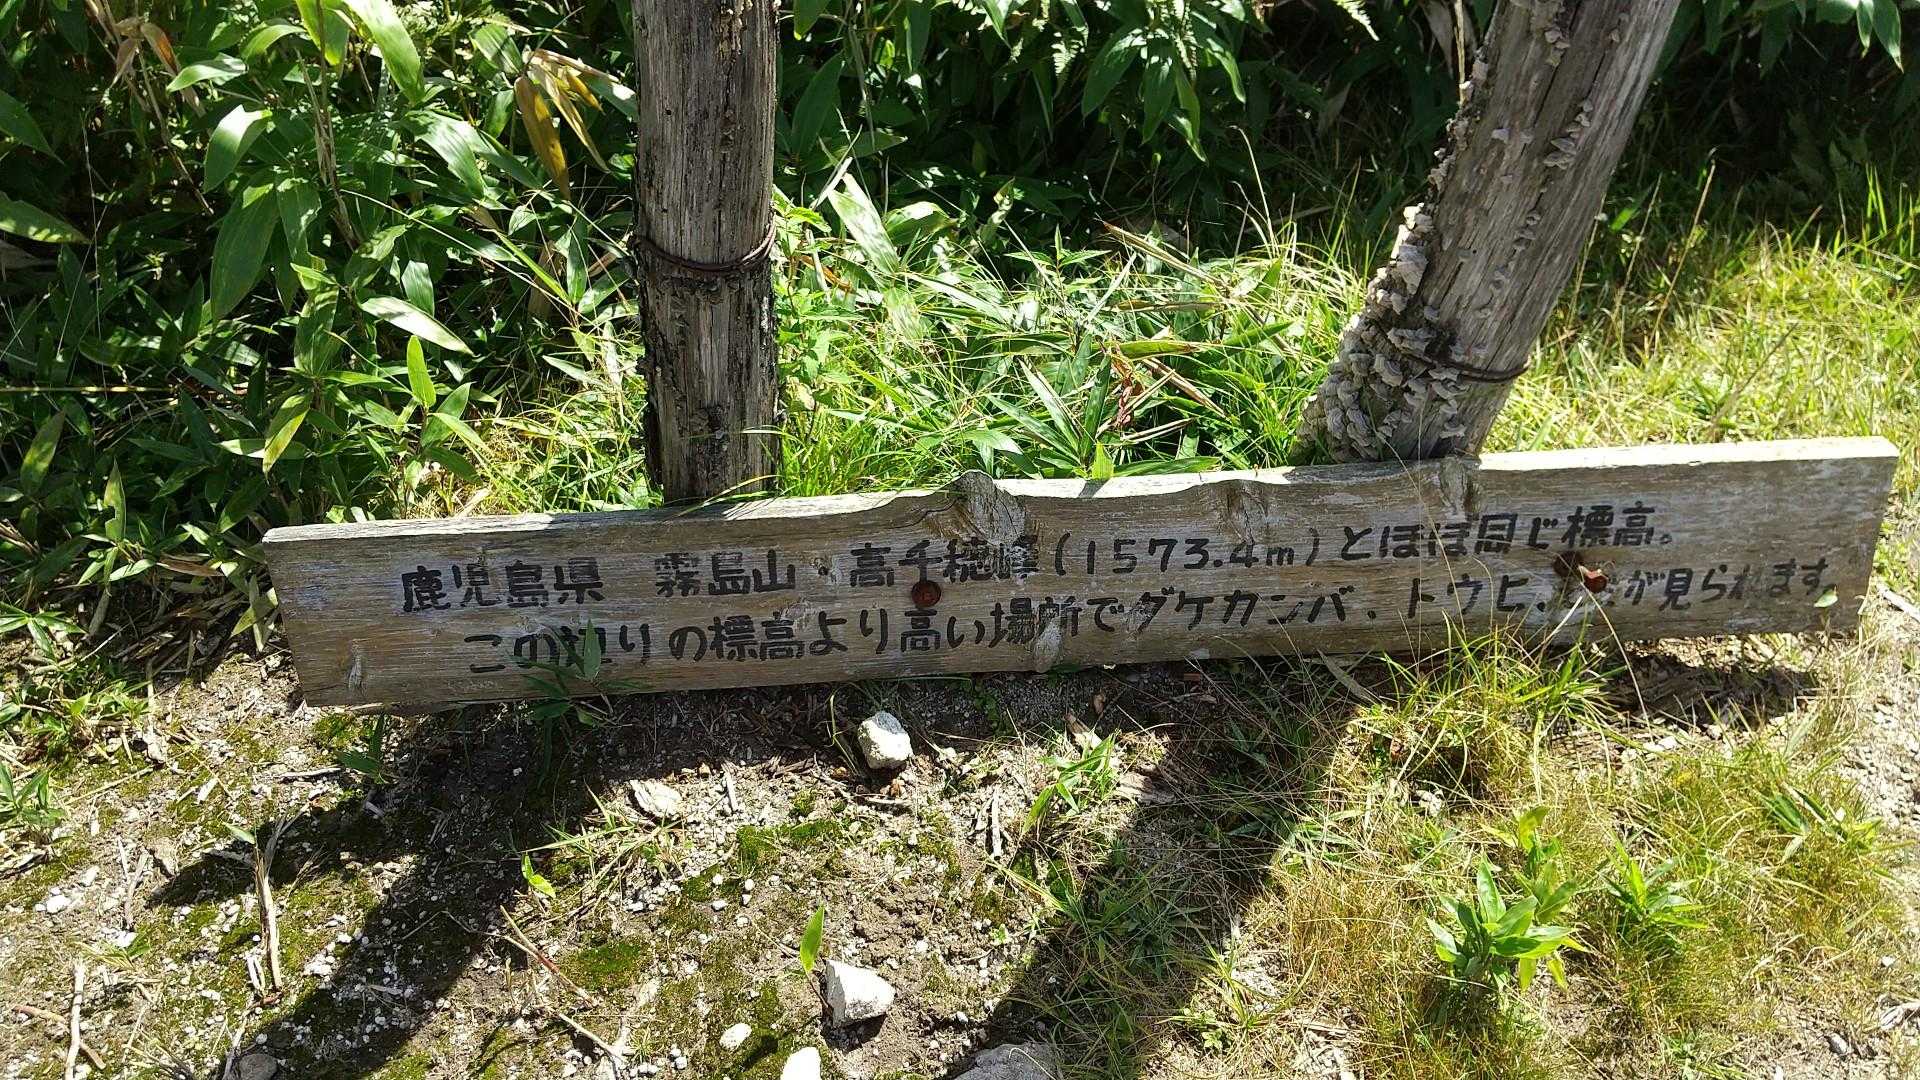 鹿児島県 霧島山・高千穂峰(1573.4m)とほぼ同じ標高。
この辺りの標高より高い場所でダケカンバ、トウヒ、 が見られます。